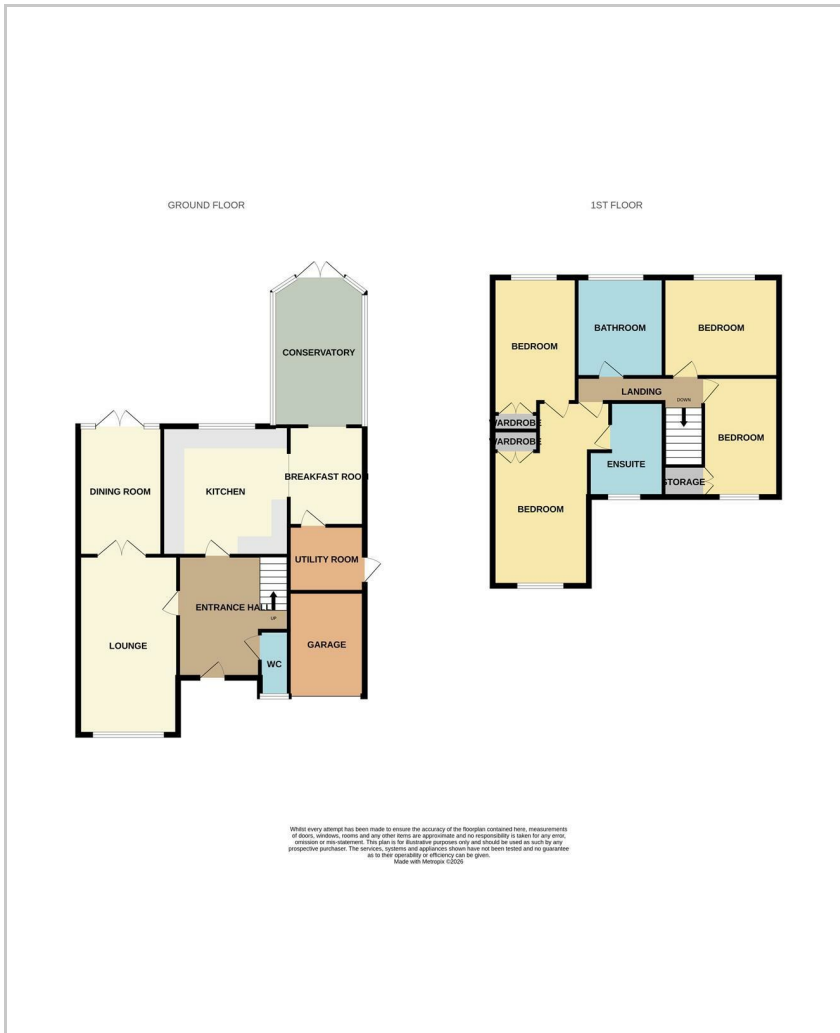 GROUND FLOOR
CONSERVATORY
DINING ROOM
KITCHEN
BREAKFAST ROOM
UTILITY ROOM
ENTRANCE HALL
UP
LOUNGE
WC
GARAGE
1ST FLOOR
BEDROOM
BATHROOM
BEDROOM
LANDING
DOWN
WARDROBE
WARDROBE
BEDROOM
ENSUITE
STORAGE
BEDROOM
Whilst every attempt has been made to ensure the accuracy of the floorplan contained here, measurements
of doors, windows, rooms and any other items are approximate and no responsibility is taken for any error,
omission or mis-statement. This plan is for illustrative purposes only and should be used as such by any
prospective purchaser. The services, systems and appliances shown have not been tested and no guarantee
as to their operability or efficiency can be given.
Made with Metropix ©2026